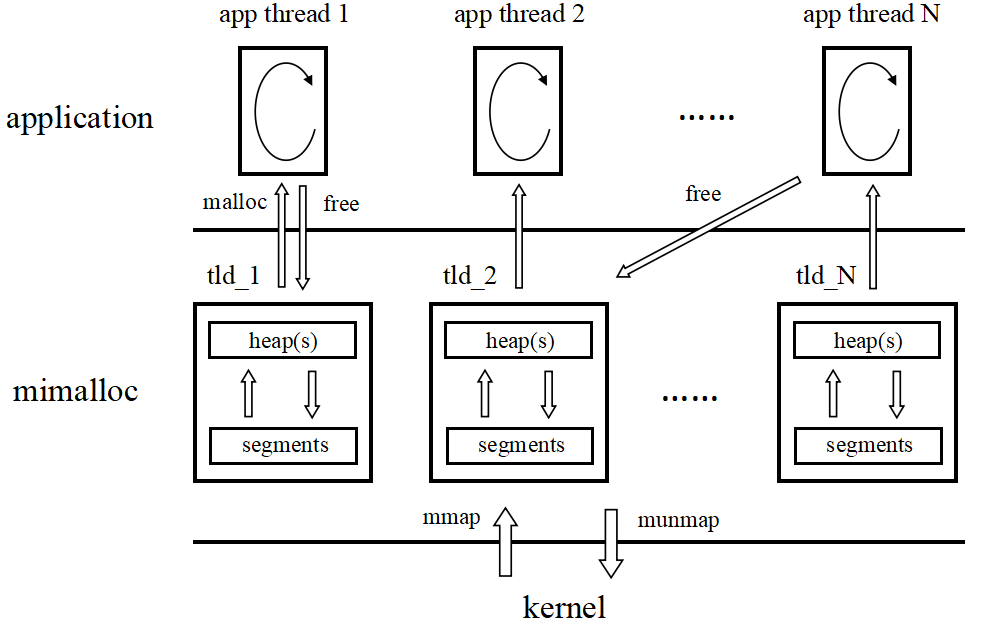 app thread 1
app thread 2
app thread N
application
......
malloc
free
free
tld_1
tld_2
tld_N
heap(s)
heap(s)
heap(s)
mimalloc
......
segments
segments
segments
mmap
munmap
kernel